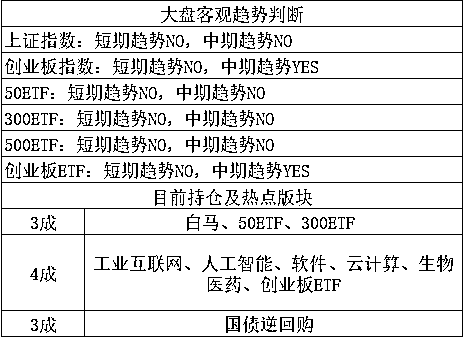 大盘客观趋势判断
上证指数：短期趋势NO，中期趋势NO
创业板指数：短期趋势NO，中期趋势YES
50ETF：短期趋势NO，中期趋势NO
300ETF：短期趋势NO，中期趋势NO
500ETF：短期趋势NO，中期趋势NO
创业板ETF：短期趋势NO，中期趋势YES
目前持仓及热点版块
3成 白马、50ETF、300ETF
4成 工业互联网、人工智能、软件、云计算、生物
医药、创业板ETF
3成 国债逆回购